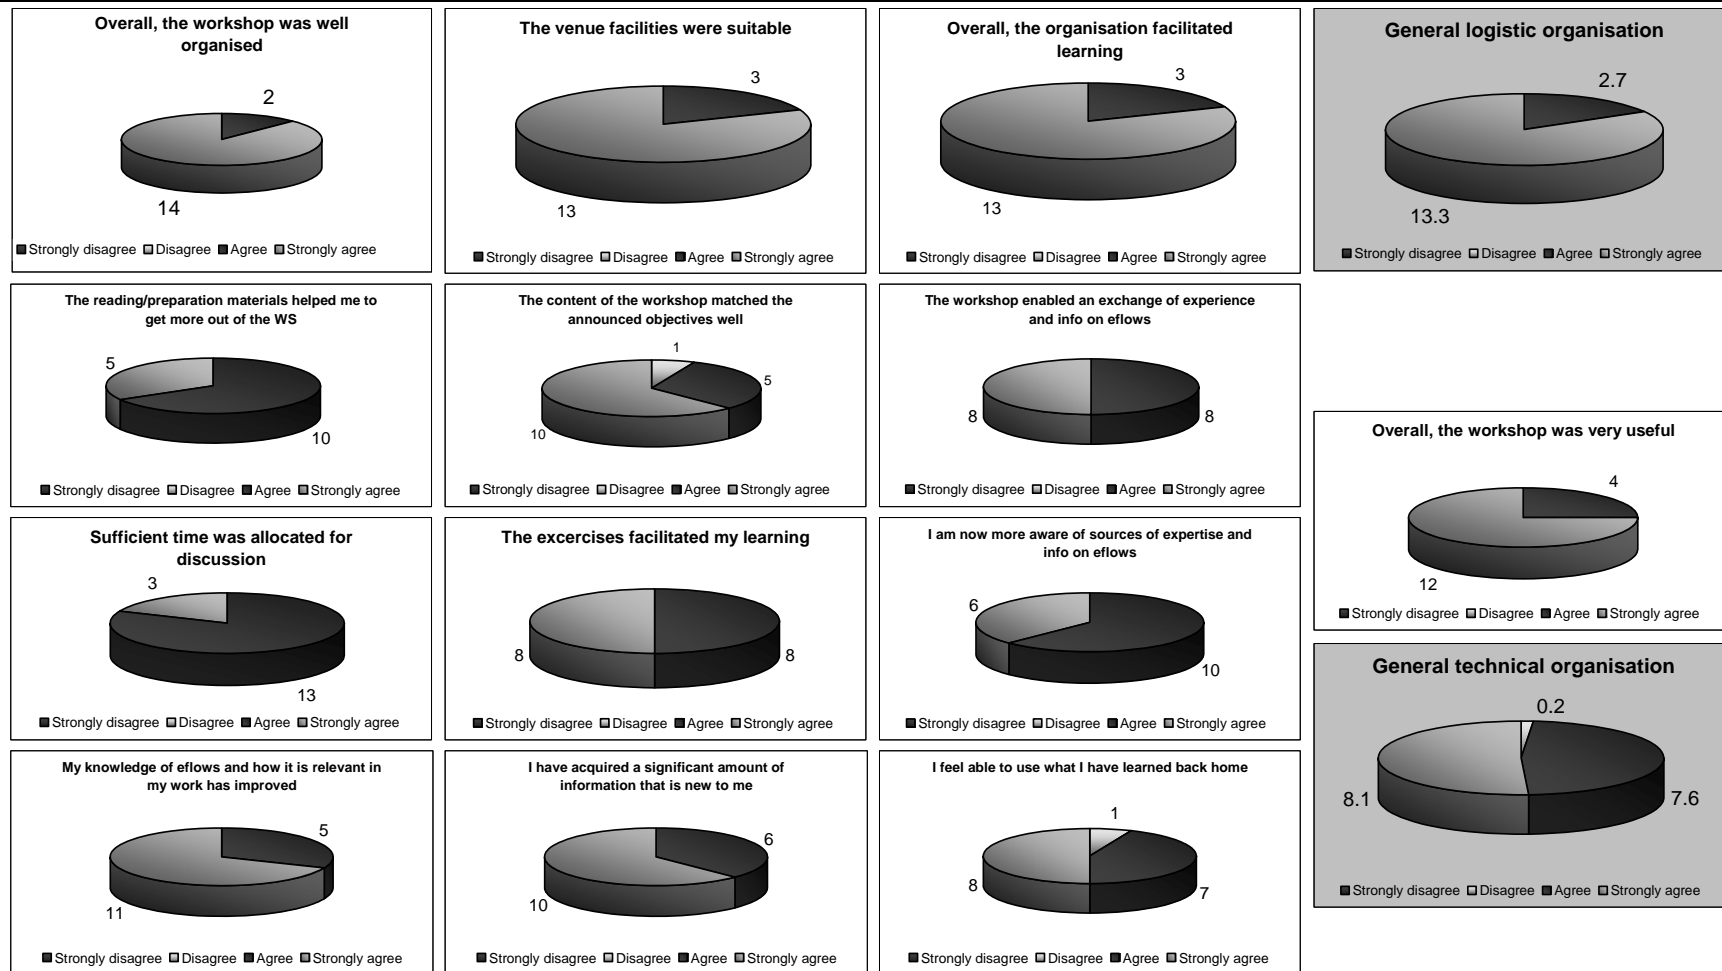 Overall, the workshop was well
organised
2
14
Strongly disagree Disagree Agree Strongly agree
The venue facilities were suitable
3
13
Strongly disagree Disagree Agree Strongly agree
Overall, the organisation facilitated
learning
3
13
Strongly disagree Disagree Agree Strongly agree
General logistic organisation
2.7
13.3
Strongly disagree Disagree Agree Strongly agree
The reading/preparation materials helped me to
get more out of the WS
5
10
Strongly disagree Disagree Agree Strongly agree
The content of the workshop matched the
announced objectives well
1
5
10
Strongly disagree Disagree Agree Strongly agree
The workshop enabled an exchange of experience
and info on eflows
8
8
Strongly disagree Disagree Agree Strongly agree
Overall, the workshop was very useful
4
12
Strongly disagree Disagree Agree Strongly agree
Sufficient time was allocated for
discussion
3
13
Strongly disagree Disagree Agree Strongly agree
The excercises facilitated my learning
8
8
Strongly disagree Disagree Agree Strongly agree
I am now more aware of sources of expertise and
info on eflows
6
10
Strongly disagree Disagree Agree Strongly agree
General technical organisation
0.2
8.1
7.6
Strongly disagree Disagree Agree Strongly agree
My knowledge of eflows and how it is relevant in
my work has improved
5
11
Strongly disagree Disagree Agree Strongly agree
I have acquired a significant amount of
information that is new to me
6
10
Strongly disagree Disagree Agree Strongly agree
I feel able to use what I have learned back home
1
8
7
Strongly disagree Disagree Agree Strongly agree